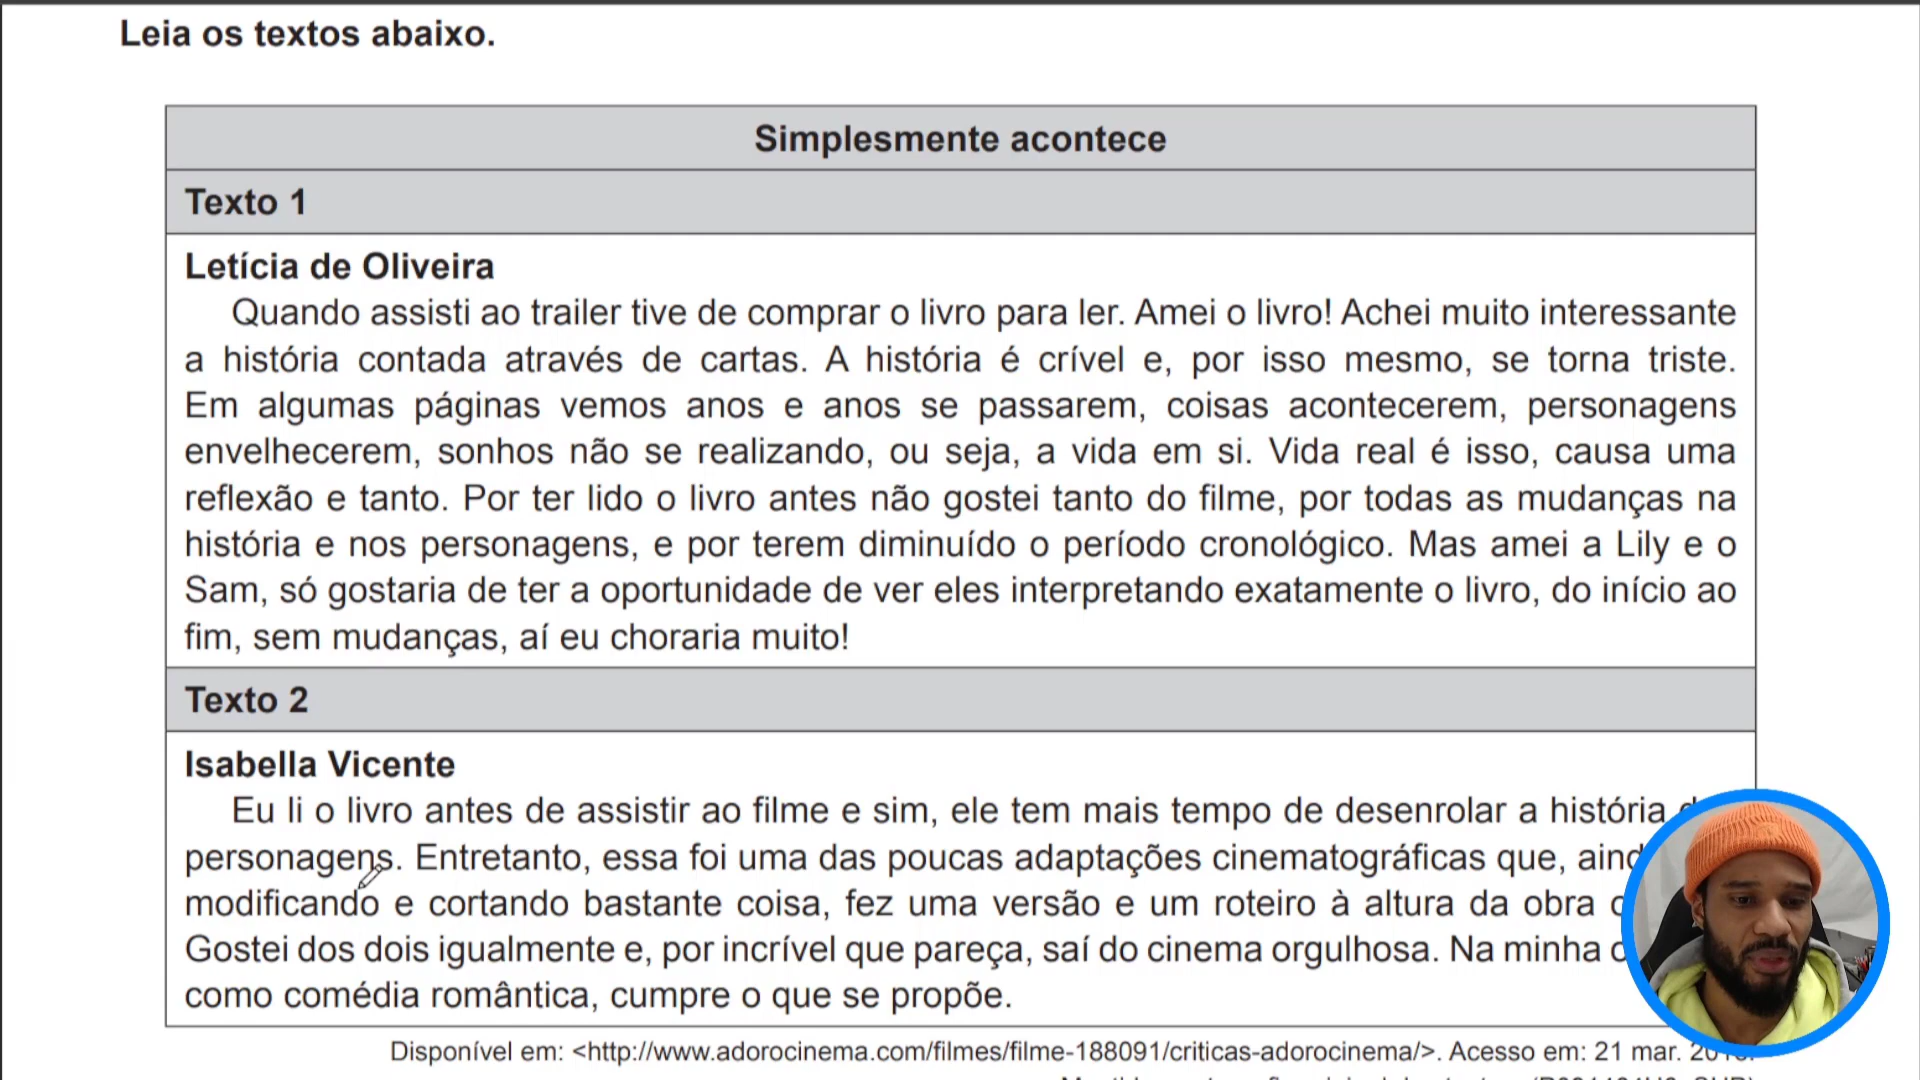 Leia os textos abaixo.
Simplesmente acontece
Texto 1
Letícia de Oliveira
Quando assisti ao trailer tive de comprar o livro para ler. Amei o livro! Achei muito interessante
a história contada através de cartas. A história é crível e, por isso mesmo, se torna triste.
Em algumas páginas vemos anos e anos se passarem, coisas acontecerem, personagens
envelhecerem, sonhos não se realizando, ou seja, a vida em si. Vida real é isso, causa uma
reflexão e tanto. Por ter lido o livro antes não gostei tanto do filme, por todas as mudanças na
história e nos personagens, e por terem diminuído o período cronológico. Mas amei a Lily e o
Sam, só gostaria de ter a oportunidade de ver eles interpretando exatamente o livro, do início ao
fim, sem mudanças, aí eu choraria muito!
Texto 2
Isabella Vicente
Eu li o livro antes de assistir ao filme e sim, ele tem mais tempo de desenrolar a história
personagens. Entretanto, essa foi uma das poucas adaptações cinematográficas que,
modificando e cortando bastante coisa, fez uma versão e um roteiro à altura da obra
Gostei dos dois igualmente e, por incrível que pareça, saí do cinema orgulhosa. Na minha
como comédia romântica, cumpre o que se propõe.
Disponível em: <http://www.adorocinema.com/filmes/filme-188091/criticas-adorocinema/>. Acesso em: 21 mar.